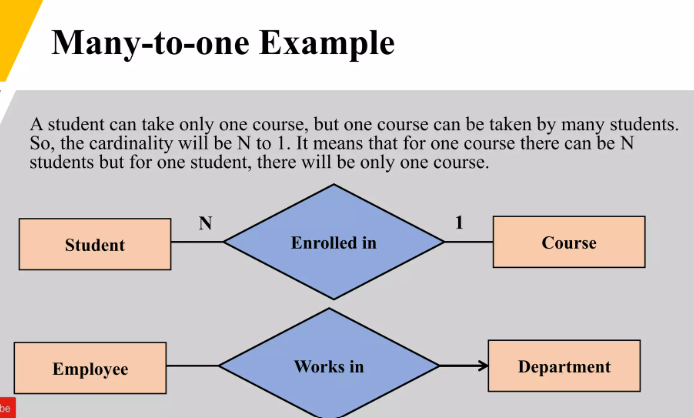 Many-to-one Example
A student can take only one course, but one course can be taken by many students.
So, the cardinality will be N to 1. It means that for one course there can be N
students but for one student, there will be only one course.
Student
N
Enrolled in
1
Course
Employee
Works in
Department
be